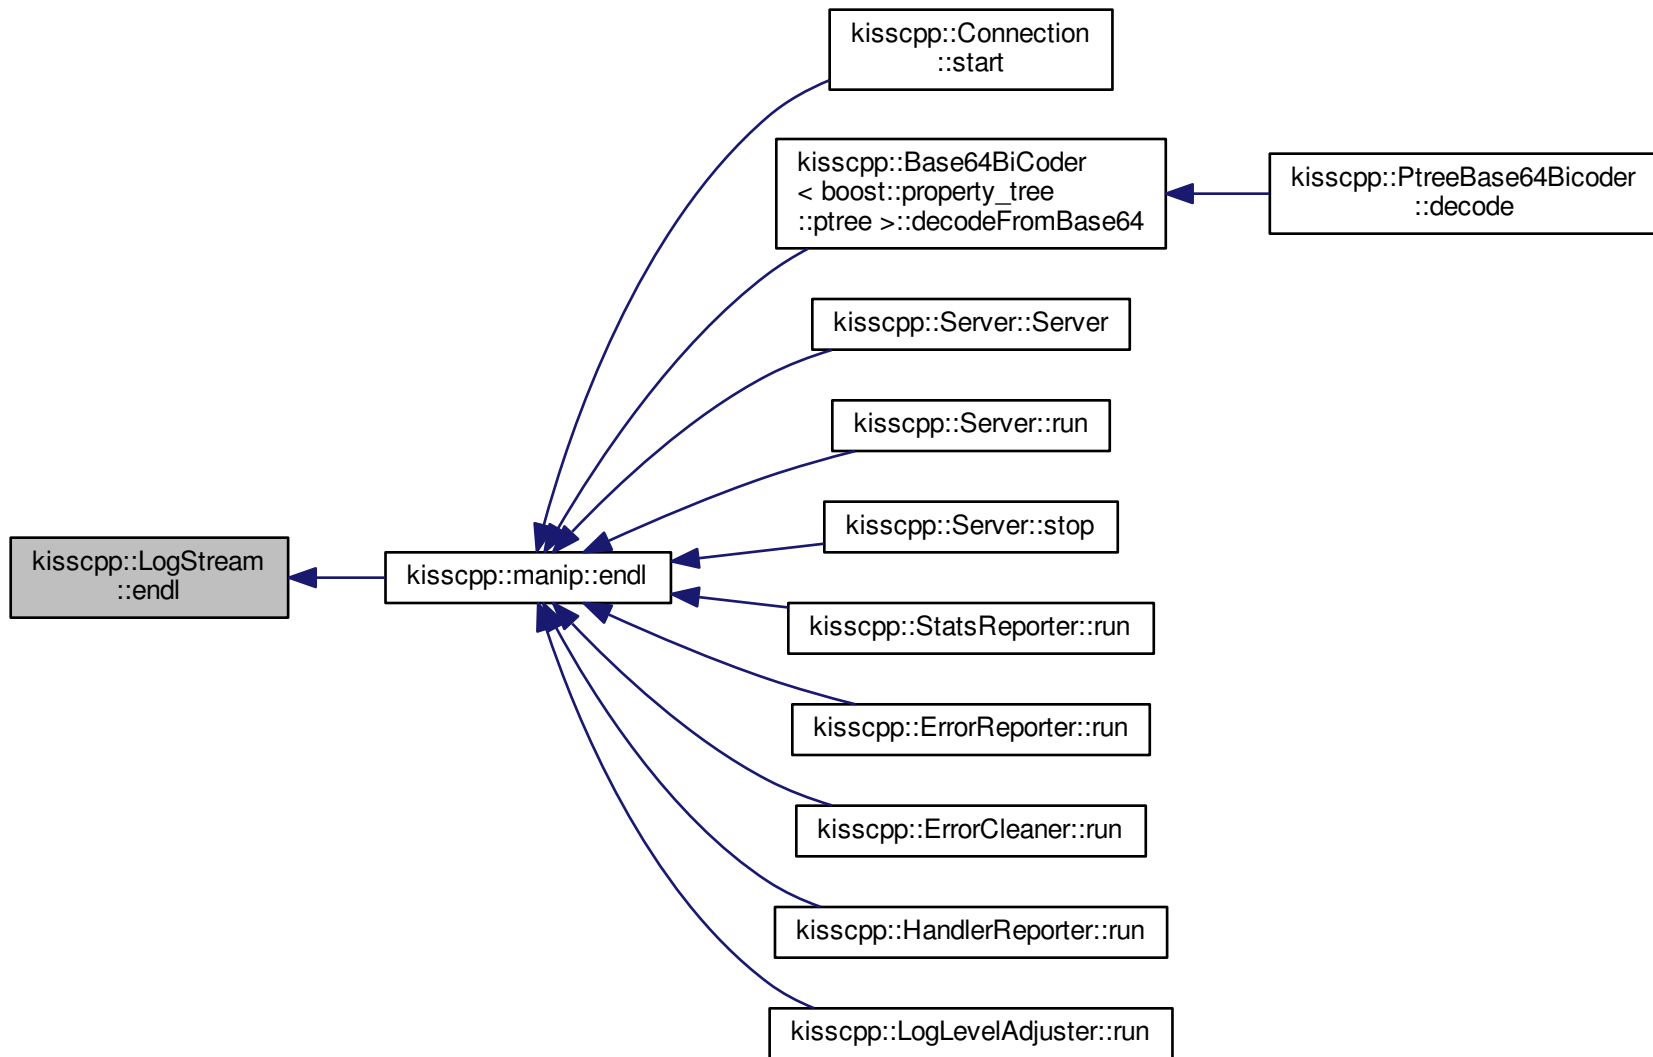 kisscpp::Connection
::start
kisscpp::Base64BiCoder
< boost::property_tree
::ptree >::decodeFromBase64
kisscpp::PtreeBase64Bicoder
::decode
kisscpp::Server::Server
kisscpp::Server::run
kisscpp::Server::stop
kisscpp::LogStream
::endl
kisscpp::manip::endl
kisscpp::StatsReporter::run
kisscpp::ErrorReporter::run
kisscpp::ErrorCleaner::run
kisscpp::HandlerReporter::run
kisscpp::LogLevelAdjuster::run